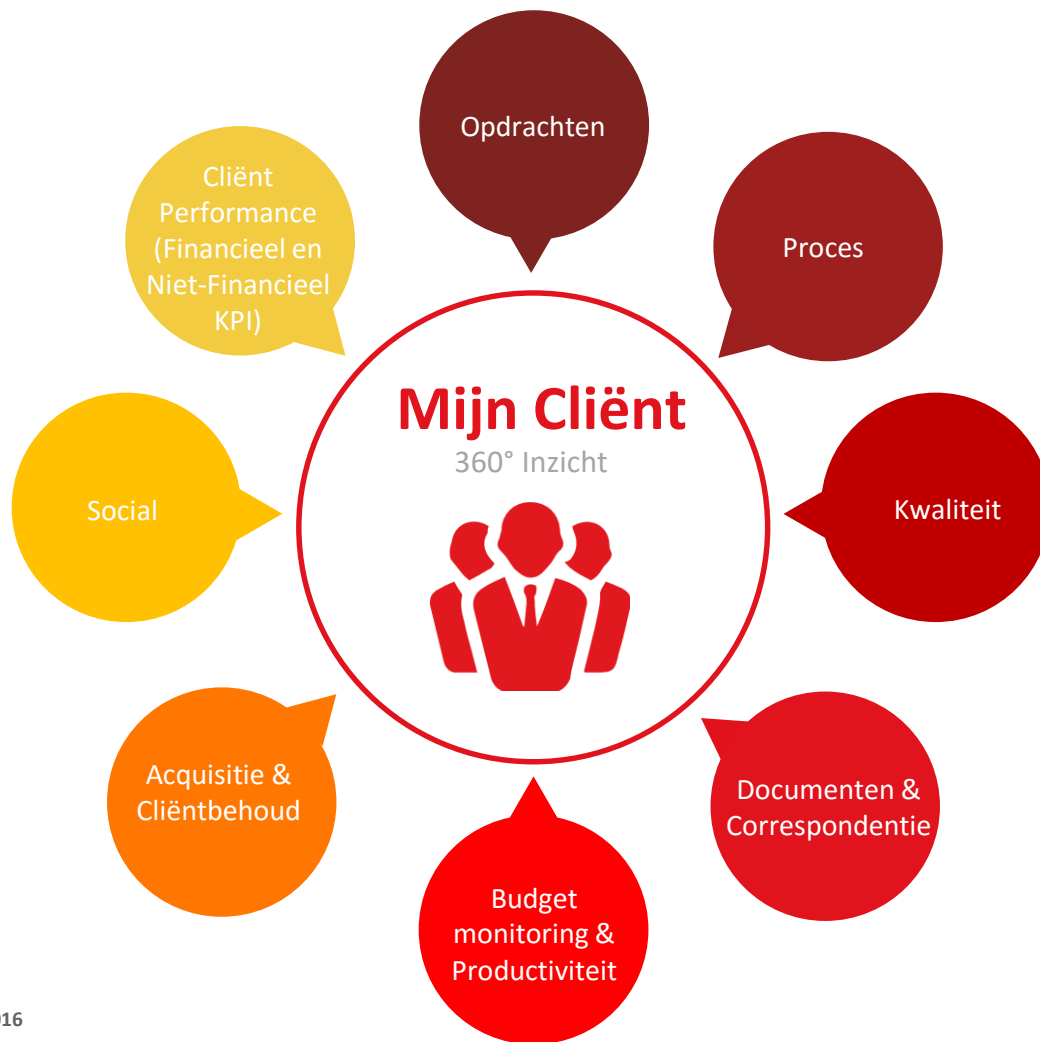 Opdrachten
Cliënt
Performance
(Financieel en
Niet-Financieel
KPI)
Proces
Mijn Cliënt
360° Inzicht
Social
Kwaliteit
Acquisitie &
Cliëntbehoud
Documenten &
Correspondentie
Budget
monitoring &
Productiviteit